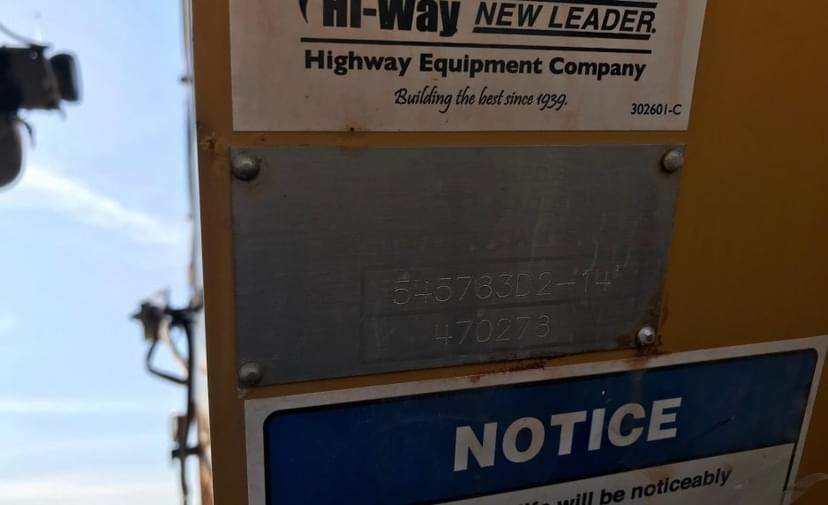 Hi-Way NEW LEADER.
Highway Equipment Company
Building the best since 1939.
302601-C
545783D2-14"
470273
NOTICE
will be noticeably